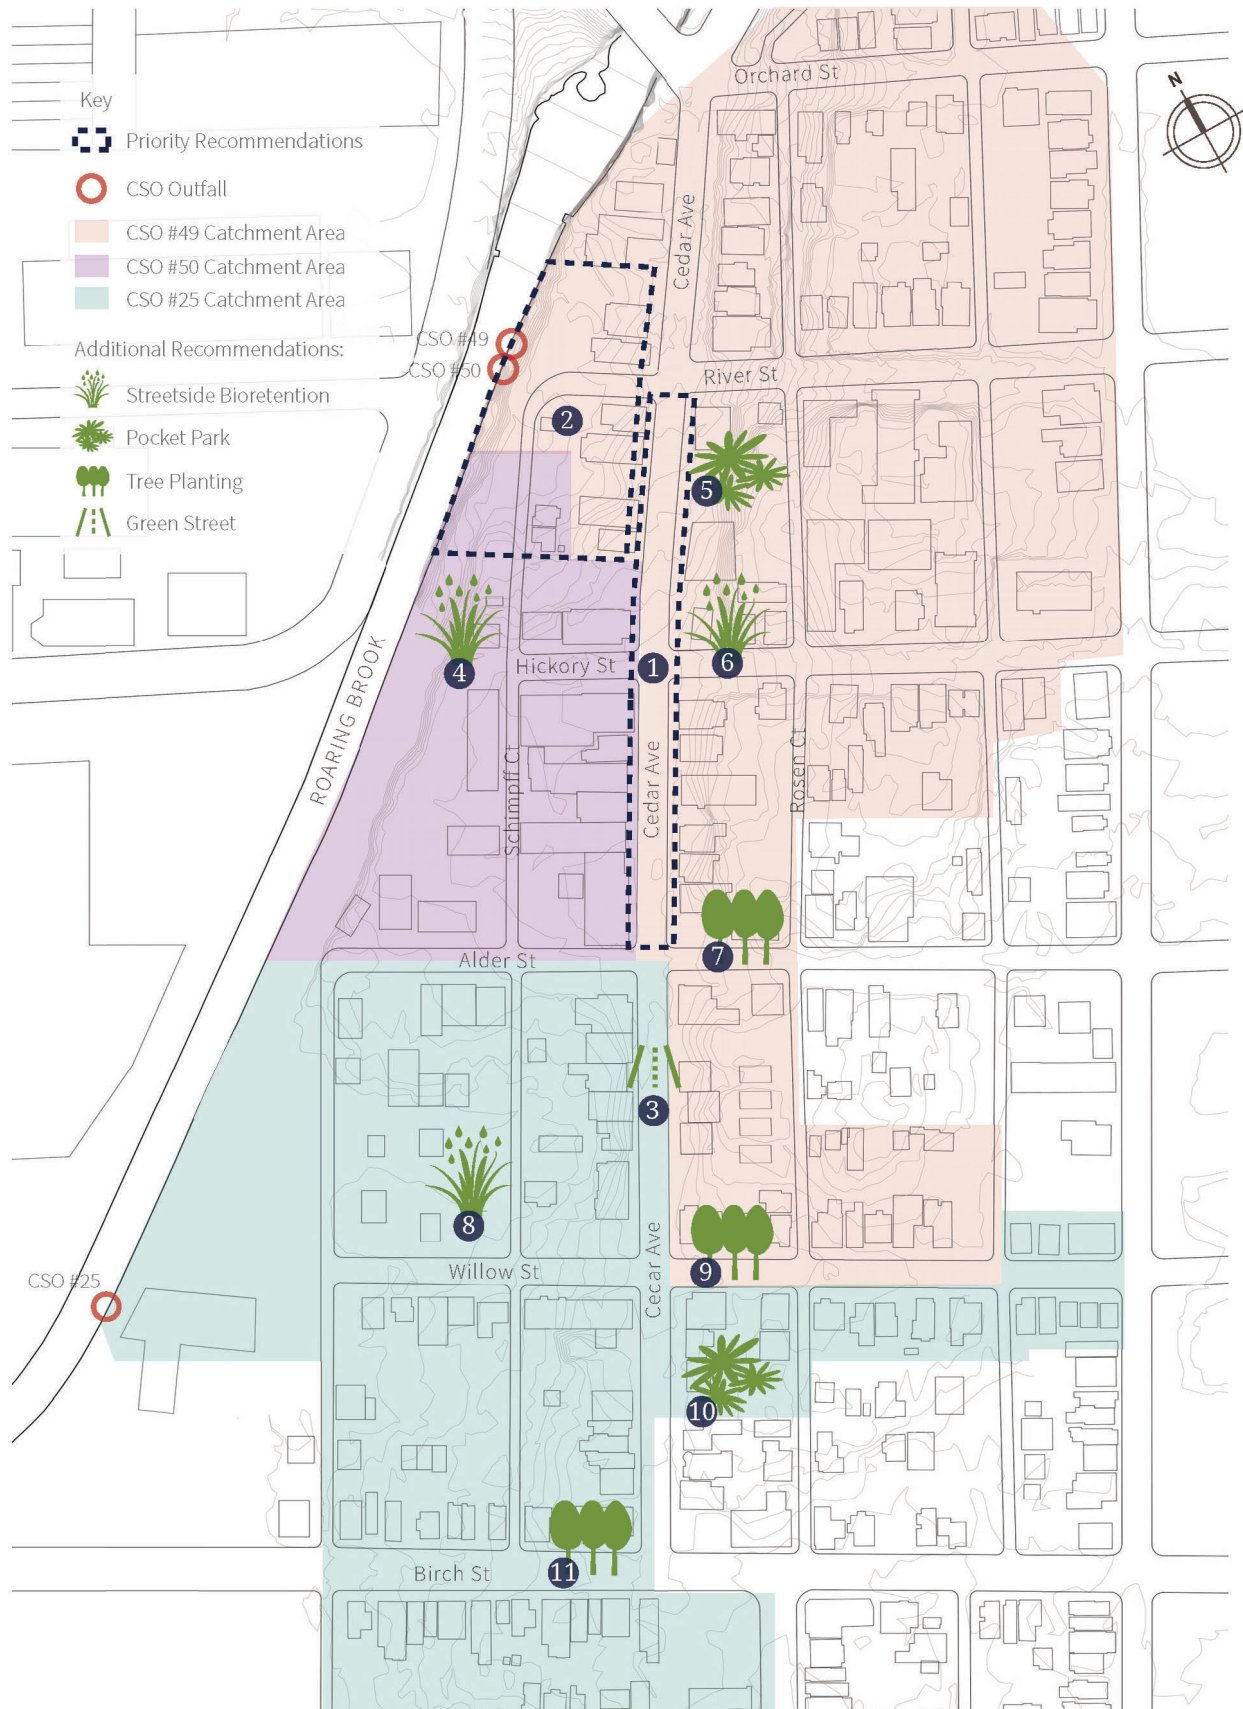 Orchard St
N
Key
Priority Recommendations
CSO Outfall
CSO #49 Catchment Area
CSO #50 Catchment Area
CSO #25 Catchment Area
Additional Recommendations:
Streetside Bioretention
Pocket Park
Tree Planting
Green Street
Cedar Ave
CSO #49
CSO #50
River St
2
5
ROARING BROOK
4
Hickory St
1
6
Schimpff Ct
Cedar Ave
Rosen Ct
7
Alder St
3
8
Cecar Ave
Willow St
9
CSO #25
10
11
Birch St